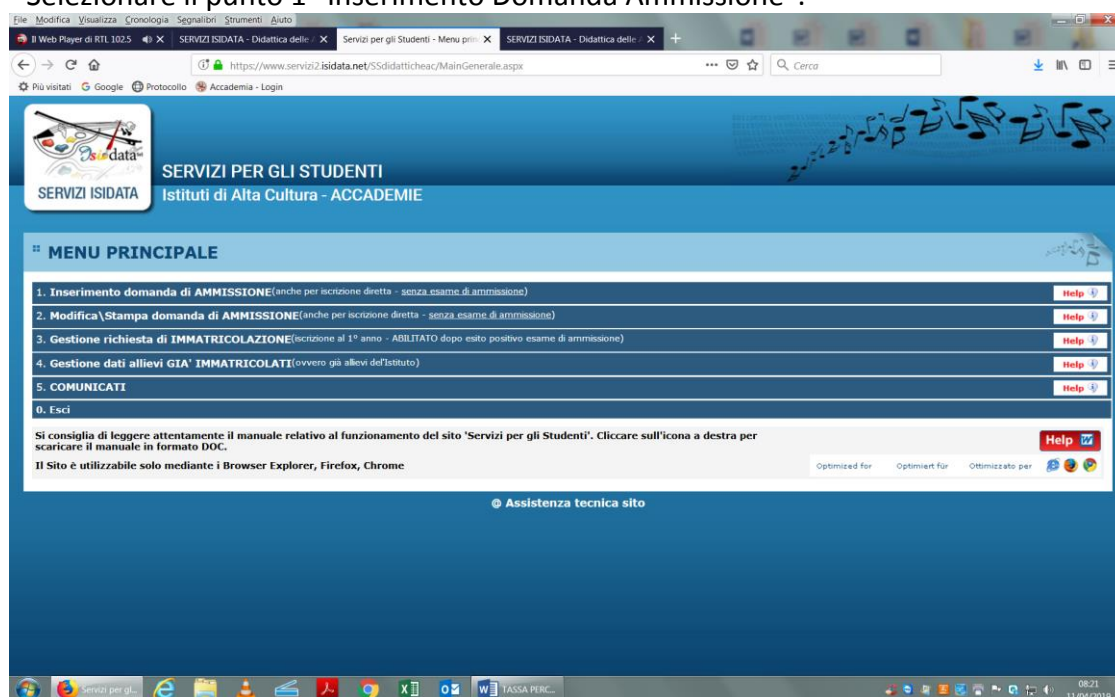 Selezionare il punto 1 "Inserimento Domanda Ammissione".
File Modifica Visualizza Cronologia Segnalibri Strumenti Aiuto
Il Web Player di RTL 102.5 SERVIZI ISIDATA - Didattica delle Servizi per gli Studenti - Menu prin SERVIZI ISIDATA - Didattica delle
https://www.servizi2.isidata.net/SSdidatticheac/MainGenerale.aspx Cerca
Più visitati Google Protocollo Accademia - Login
Isidata
SERVIZI ISIDATA
SERVIZI PER GLI STUDENTI
Istituti di Alta Cultura - ACCADEMIE
MENU PRINCIPALE
1. Inserimento domanda di AMMISSIONE(anche per iscrizione diretta - senza esame di ammissione) Help
2. Modifica\Stampa domanda di AMMISSIONE(anche per iscrizione diretta - senza esame di ammissione) Help
3. Gestione richiesta di IMMATRICOLAZIONE(iscrizione al 1° anno - ABILITATO dopo esito positivo esame di ammissione) Help
4. Gestione dati allievi GIA' IMMATRICOLATI(ovvero già allievi del'Istituto) Help
5. COMUNICATI Help
0. Esci
Si consiglia di leggere attentamente il manuale relativo al funzionamento del sito 'Servizi per gli Studenti'. Cliccare sull'icona a destra per
scaricare il manuale in formato DOC. Help
Il Sito è utilizzabile solo mediante i Browser Explorer, Firefox, Chrome Optimized for Optimiert für Ottimizzato per
@ Assistenza tecnica sito
Servizi per gl... TASSA PERC... 08:21